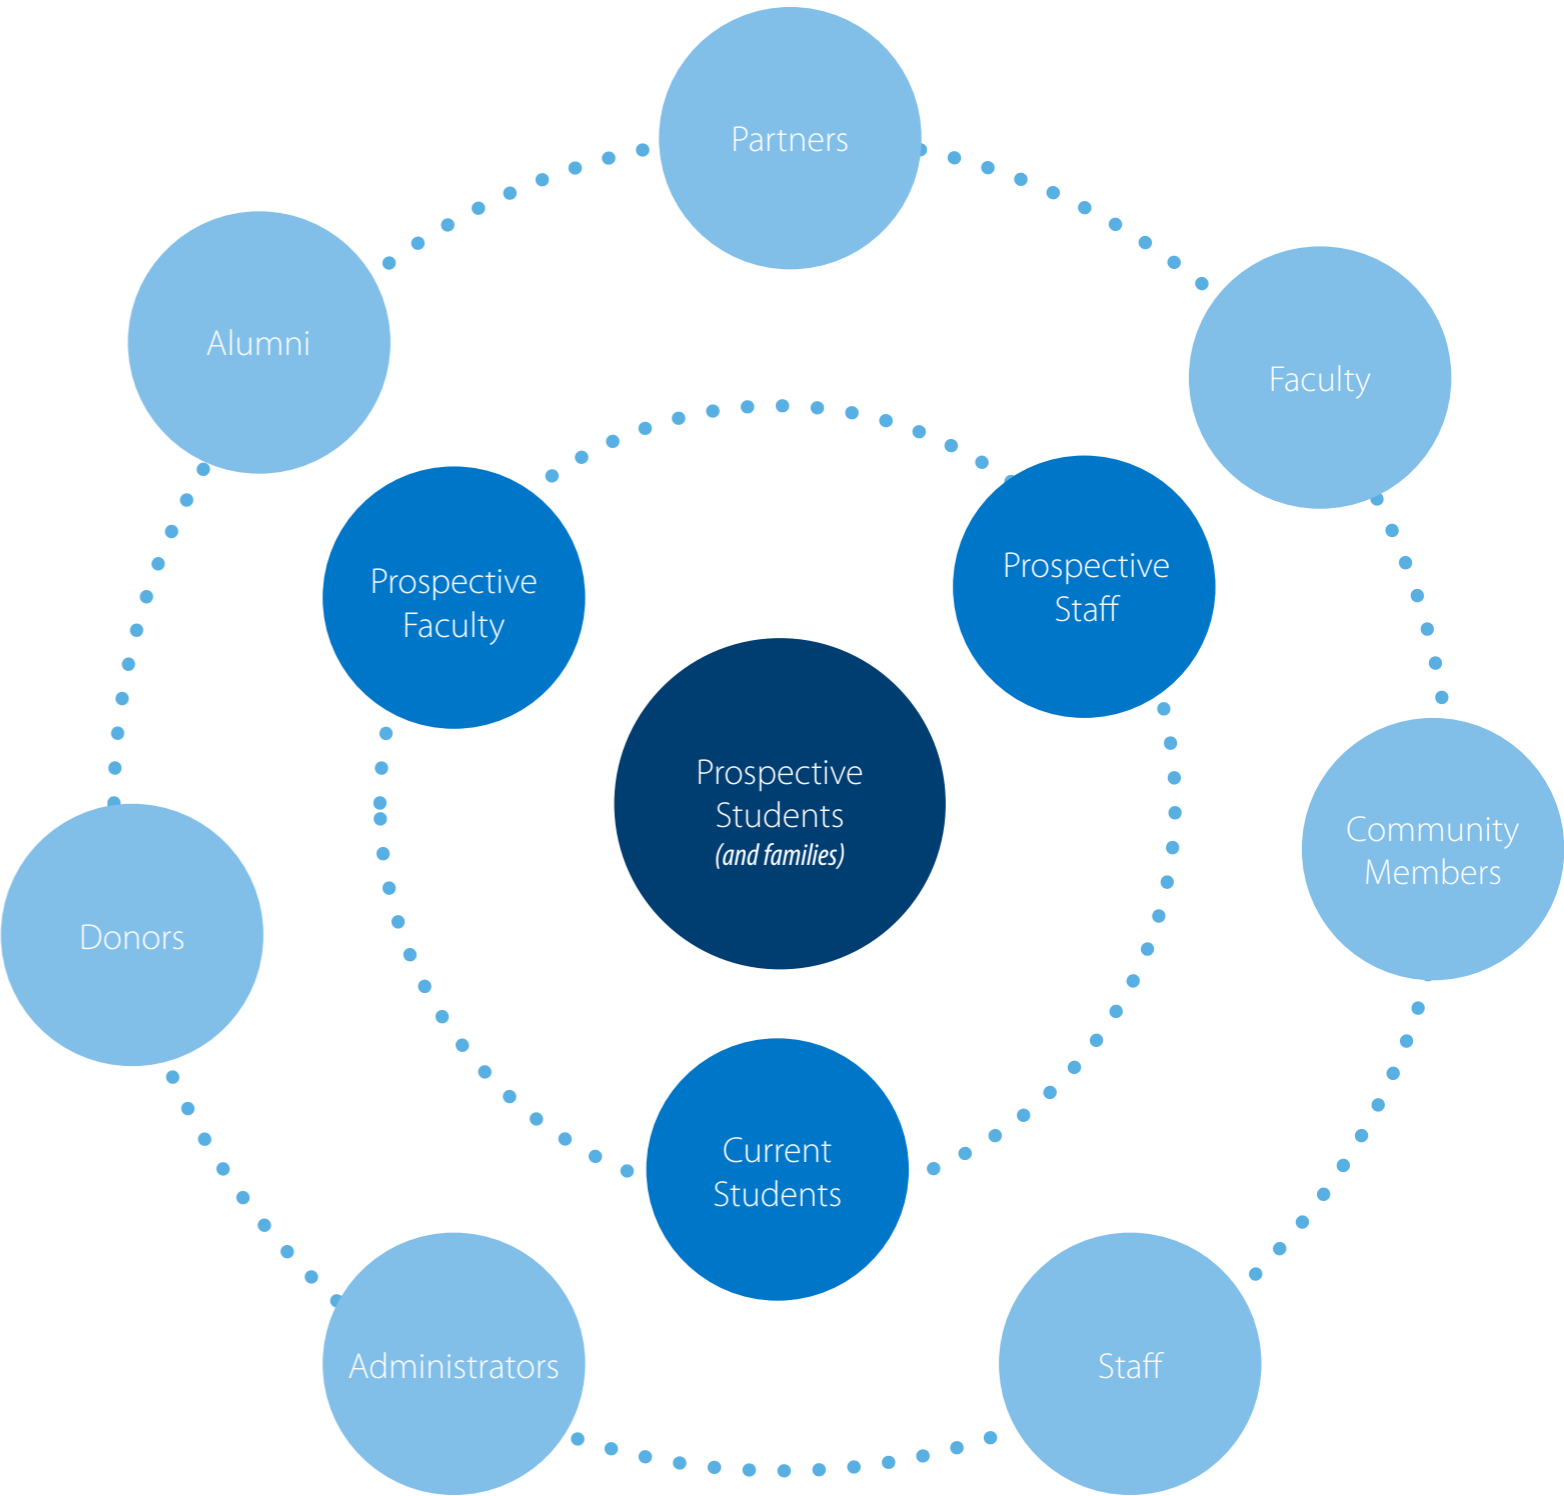 Partners
Alumni
Faculty
Prospective
Faculty
Prospective
Staff
Prospective
Students
(and families)
Community
Members
Donors
Current
Students
Administrators
Staff